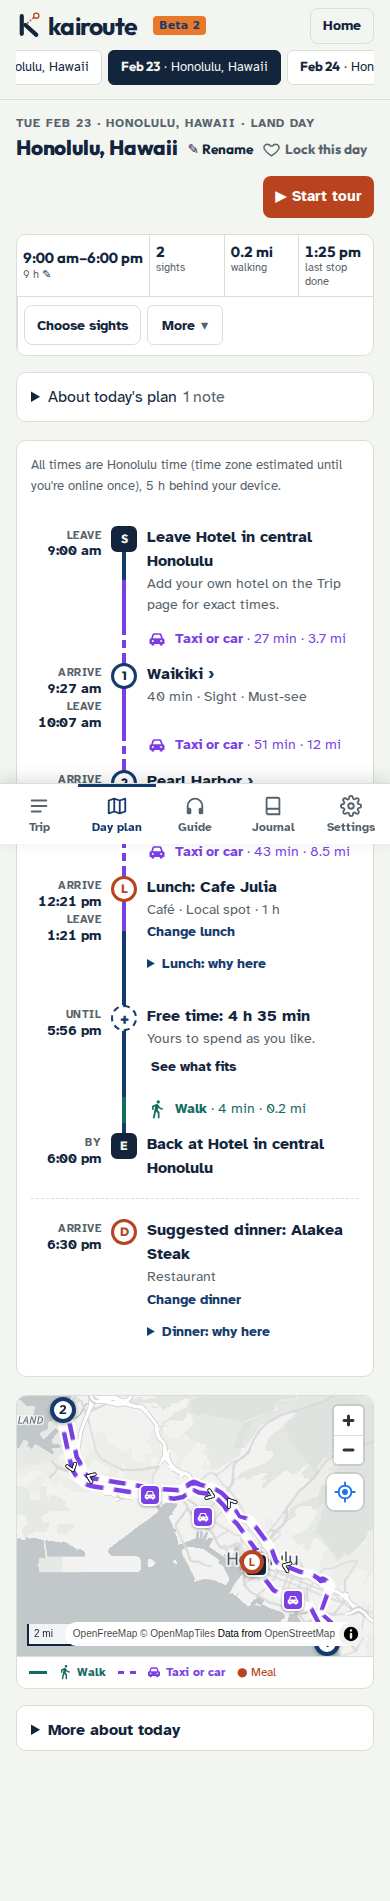 kairoute
Beta 2
Home
olulu, Hawaii
Feb 23 · Honolulu, Hawaii
Feb 24 · Hon
TUE FEB 23 · HONOLULU, HAWAII · LAND DAY
Honolulu, Hawaii
✎ Rename
Lock this day
▶ Start tour
9:00 am–6:00 pm
9 h ✎
2
sights
0.2 mi
walking
1:25 pm
last stop
done
Choose sights
More ▼
▶ About today's plan 1 note
All times are Honolulu time (time zone estimated until
you're online once), 5 h behind your device.
LEAVE
9:00 am
S
Leave Hotel in central
Honolulu
Add your own hotel on the Trip
page for exact times.
Taxi or car · 27 min · 3.7 mi
ARRIVE
9:27 am
LEAVE
10:07 am
1
Waikiki ›
40 min · Sight · Must-see
Taxi or car · 51 min · 12 mi
ARRIVE
2
Pearl Harbor ›
Trip
Day plan
Guide
Journal
Settings
Taxi or car · 43 min · 8.5 mi
ARRIVE
12:21 pm
LEAVE
1:21 pm
L
Lunch: Cafe Julia
Café · Local spot · 1 h
Change lunch
▶ Lunch: why here
UNTIL
5:56 pm
+
Free time: 4 h 35 min
Yours to spend as you like.
See what fits
Walk · 4 min · 0.2 mi
BY
6:00 pm
E
Back at Hotel in central
Honolulu
ARRIVE
6:30 pm
D
Suggested dinner: Alakea
Steak
Restaurant
Change dinner
▶ Dinner: why here
2
LAND
+
−
L
2 mi
OpenFreeMap © OpenMapTiles Data from OpenStreetMap
Walk
Taxi or car
Meal
▶ More about today